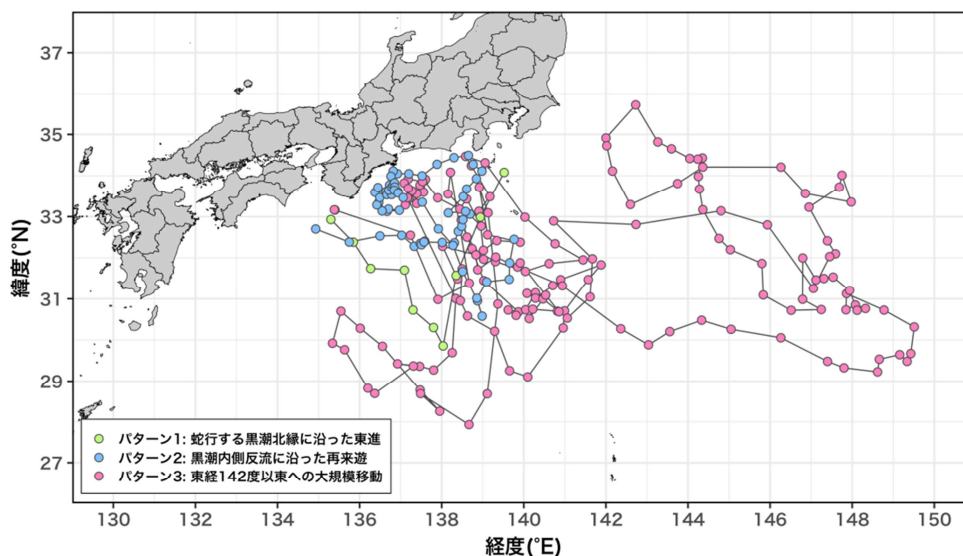 37
35
33
31
29
27
緯度(°N)
パターン1: 蛇行する黒潮北縁に沿った東進
パターン2: 黒潮内側反流に沿った再来遊
パターン3: 東経142度以東への大規模移動
130 132 134 136 138 140 142 144 146 148 150
経度(°E)